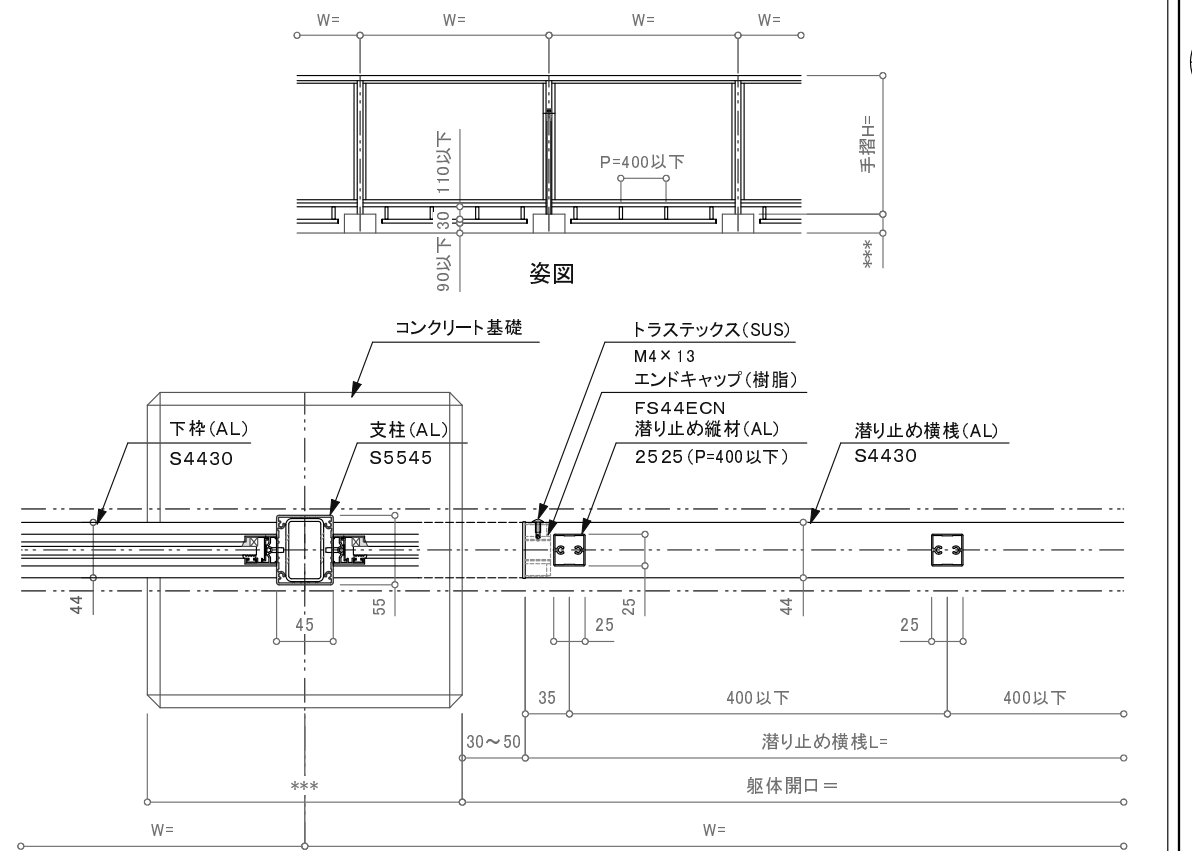 W=
W=
W=
W=
手摺H=
110以下
P=400以下
30
90以下
***
姿図
コンクリート基礎
トラステックス(SUS)
M4×13
エンドキャップ(樹脂)
FS44ECN
下枠(AL)
S4430
支柱(AL)
S5545
潜り止め縦材(AL)
2525(P=400以下)
潜り止め横桟(AL)
S4430
44
45
55
25
25
44
25
35
400以下
400以下
30～50
潜り止め横桟L=
***
躯体開口＝
W=
W=